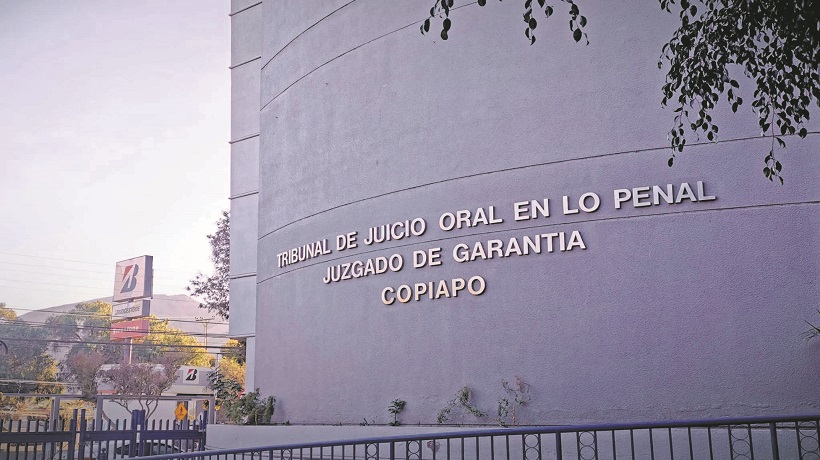 TRIBUNAL DE JUICIO ORAL EN LO PENAL
JUZGADO DE GARANTIA
COPIAPO
B
B